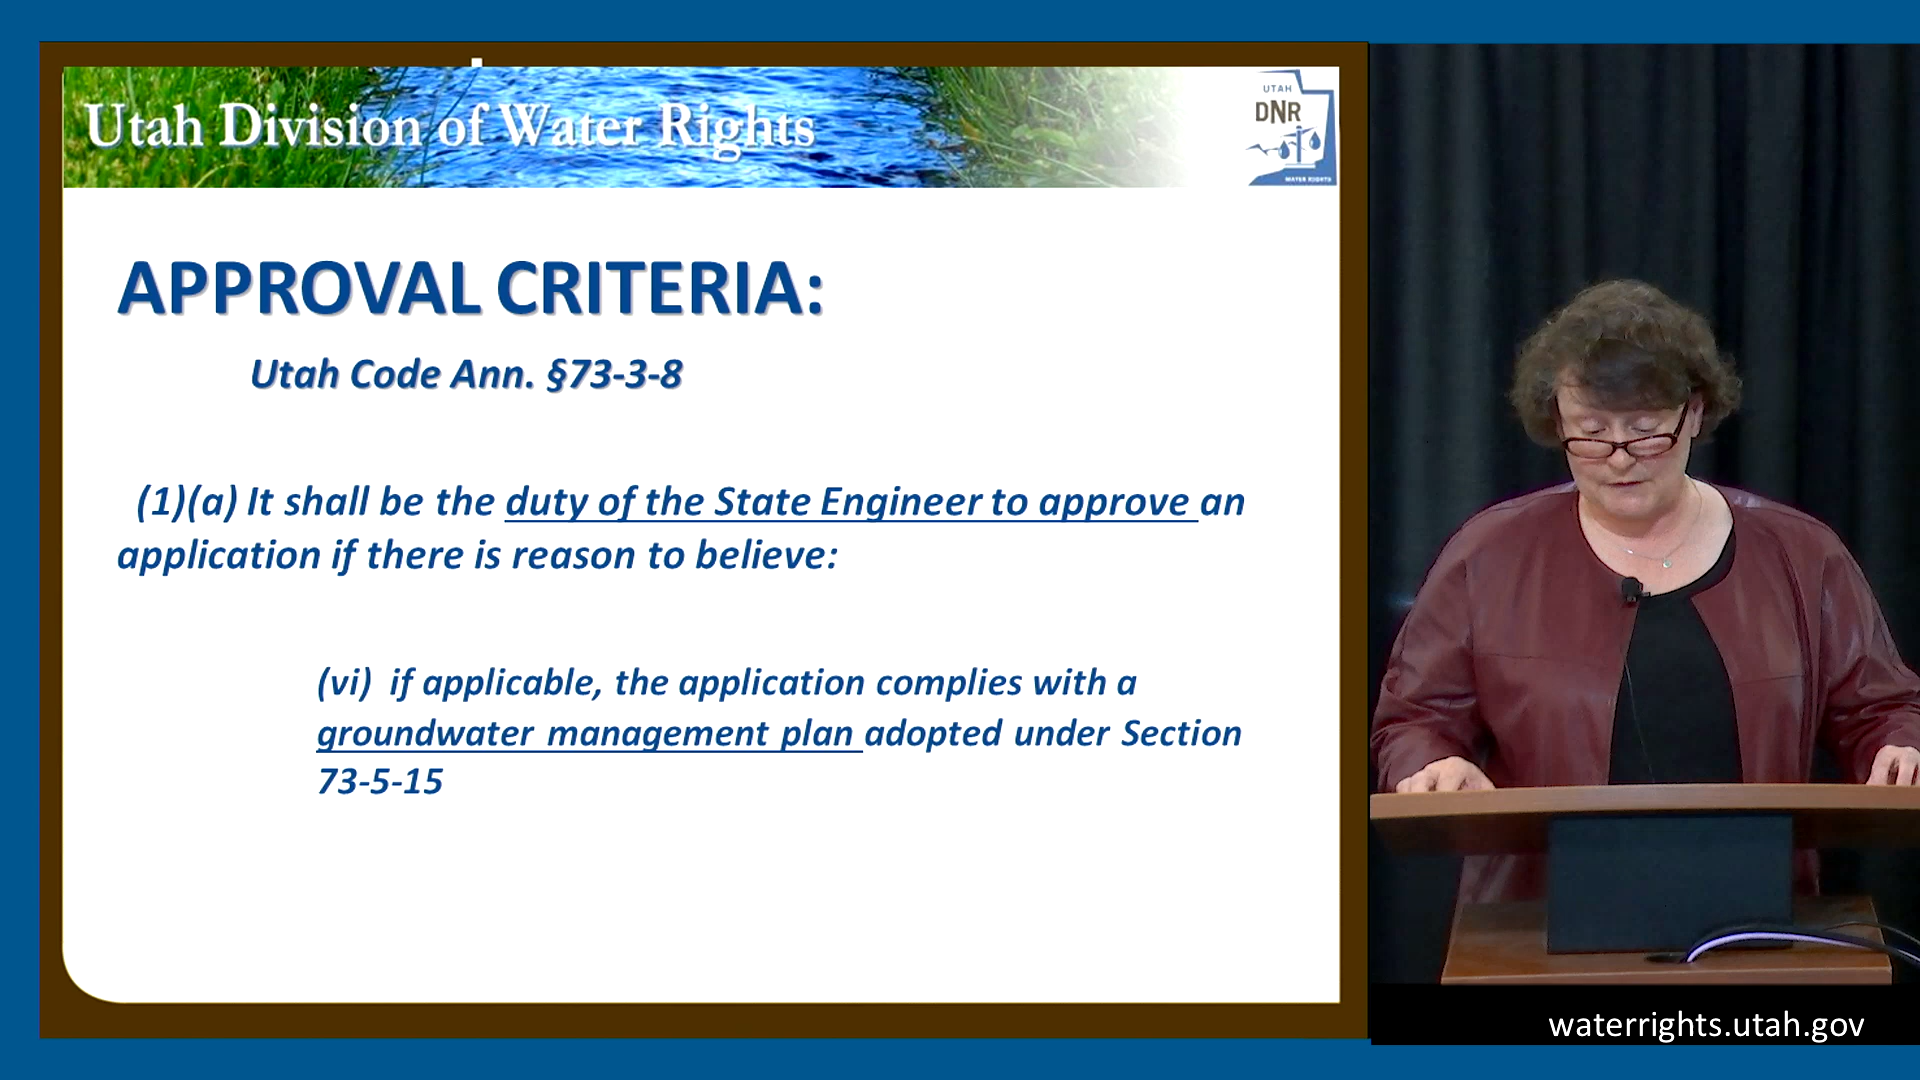 Utah Division of Water Rights
UTAH
DNR
WATER RIGHTS
APPROVAL CRITERIA:
Utah Code Ann. §73-3-8
(1)(a) It shall be the duty of the State Engineer to approve an
application if there is reason to believe:
(vi) if applicable, the application complies with a
groundwater management plan adopted under Section
73-5-15
waterrights.utah.gov